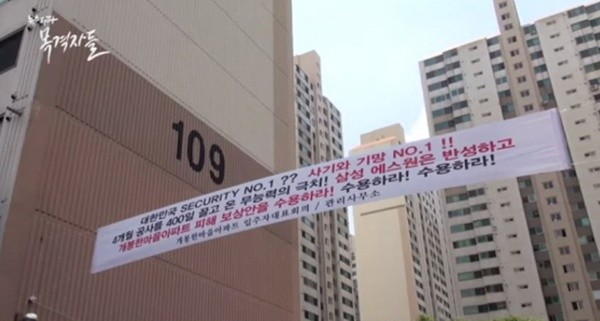 목격자들
109
대한민국 SECURITY NO.1 ?? 사기와 기망 NO.1 !!
4개월 공사를 400일 끌고 온 무능력의 극치! 삼성 에스원은 반성하고
개봉한마을아파트 피해 보상안을 수용하라! 수용하라! 수용하라!
개봉한마을아파트 입주자대표회의 / 관리사무소